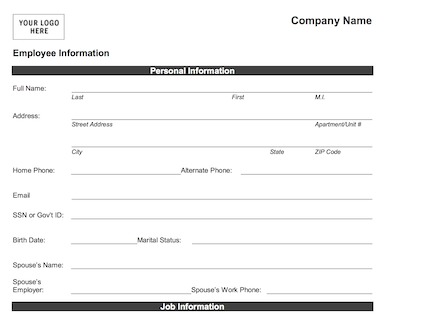 YOUR LOGO
HERE
Company Name
Employee Information
Personal Information
Full Name:
Last First M.I.
Address:
Street Address Apartment/Unit #
City State ZIP Code
Home Phone: Alternate Phone:
Email
SSN or Gov't ID:
Birth Date: Marital Status:
Spouse's Name:
Spouse's
Employer: Spouse's Work Phone:
Job Information